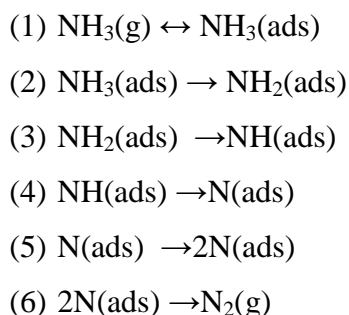 (1) NH₃(g) ↔ NH₃(ads)
(2) NH₃(ads) → NH₂(ads)
(3) NH₂(ads) →NH(ads)
(4) NH(ads) →N(ads)
(5) N(ads) →2N(ads)
(6) 2N(ads) →N₂(g)